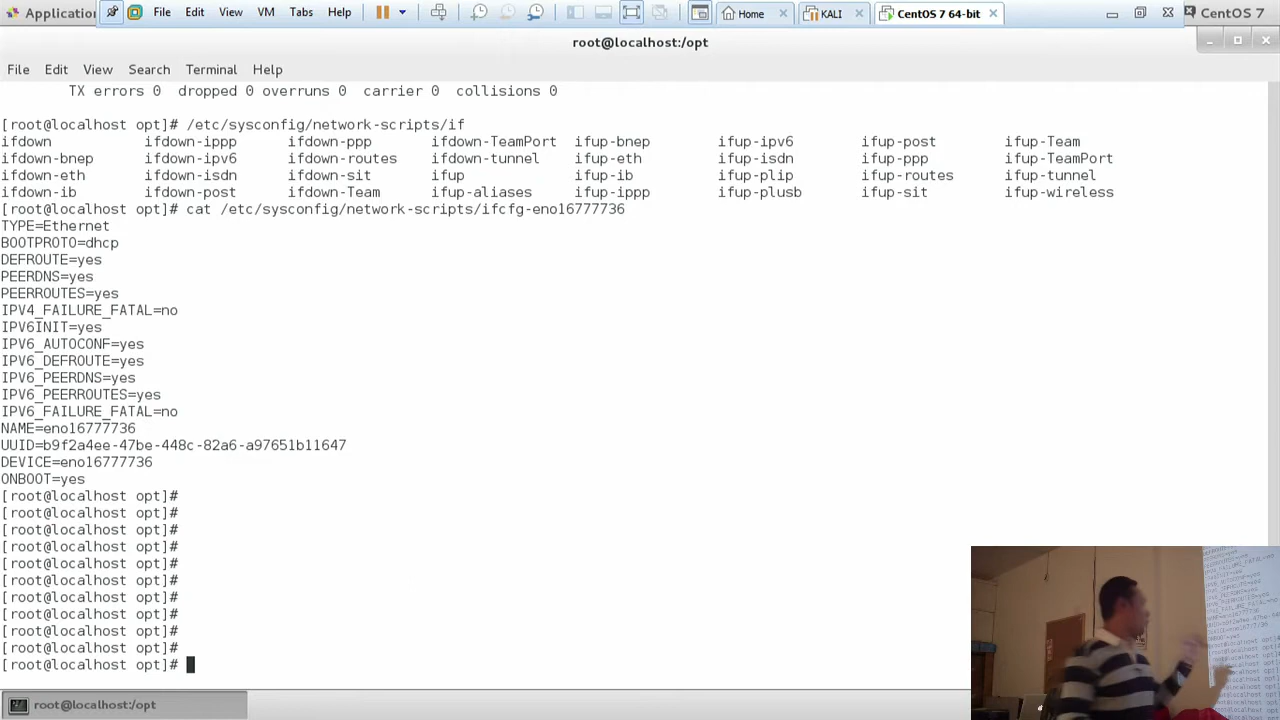 Applications File Edit View VM Tabs Help Home KALI CentOS 7 64-bit CentOS 7
root@localhost:/opt
File Edit View Search Terminal Help
TX errors 0 dropped 0 overruns 0 carrier 0 collisions 0
[root@localhost opt]# /etc/sysconfig/network-scripts/if
ifdown ifdown-ippp ifdown-ppp ifdown-TeamPort ifup-bnep ifup-ipv6 ifup-post ifup-Team
ifdown-bnep ifdown-ipv6 ifdown-routes ifdown-tunnel ifup-eth ifup-isdn ifup-ppp ifup-TeamPort
ifdown-eth ifdown-isdn ifdown-sit ifup ifup-ib ifup-plip ifup-routes ifup-tunnel
ifdown-ib ifdown-post ifdown-Team ifup-aliases ifup-ippp ifup-plusb ifup-sit ifup-wireless
[root@localhost opt]# cat /etc/sysconfig/network-scripts/ifcfg-eno16777736
TYPE=Ethernet
BOOTPROTO=dhcp
DEFROUTE=yes
PEERDNS=yes
PEERROUTES=yes
IPV4_FAILURE_FATAL=no
IPV6INIT=yes
IPV6_AUTOCONF=yes
IPV6_DEFROUTE=yes
IPV6_PEERDNS=yes
IPV6_PEERROUTES=yes
IPV6_FAILURE_FATAL=no
NAME=eno16777736
UUID=b9f2a4ee-47be-448c-82a6-a97651b11647
DEVICE=eno16777736
ONBOOT=yes
[root@localhost opt]#
[root@localhost opt]#
[root@localhost opt]#
[root@localhost opt]#
[root@localhost opt]#
[root@localhost opt]#
[root@localhost opt]#
[root@localhost opt]#
[root@localhost opt]#
[root@localhost opt]#
[root@localhost opt]#
root@localhost:/opt